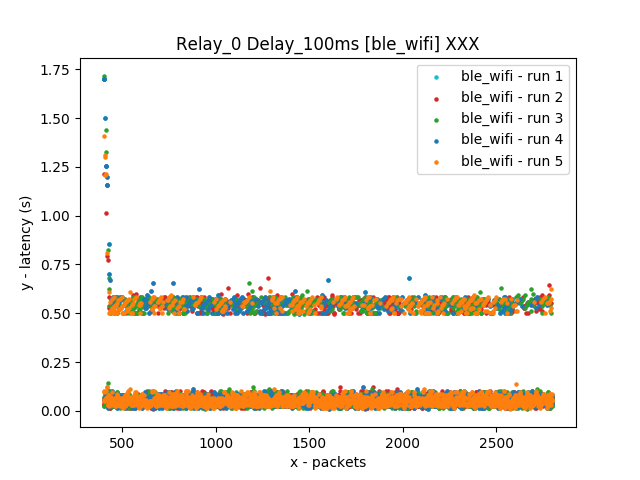 Relay_0 Delay_100ms [ble_wifi] XXX
y - latency (s)
1.75
1.50
1.25
1.00
0.75
0.50
0.25
0.00
ble_wifi - run 1
ble_wifi - run 2
ble_wifi - run 3
ble_wifi - run 4
ble_wifi - run 5
500 1000 1500 2000 2500
x - packets